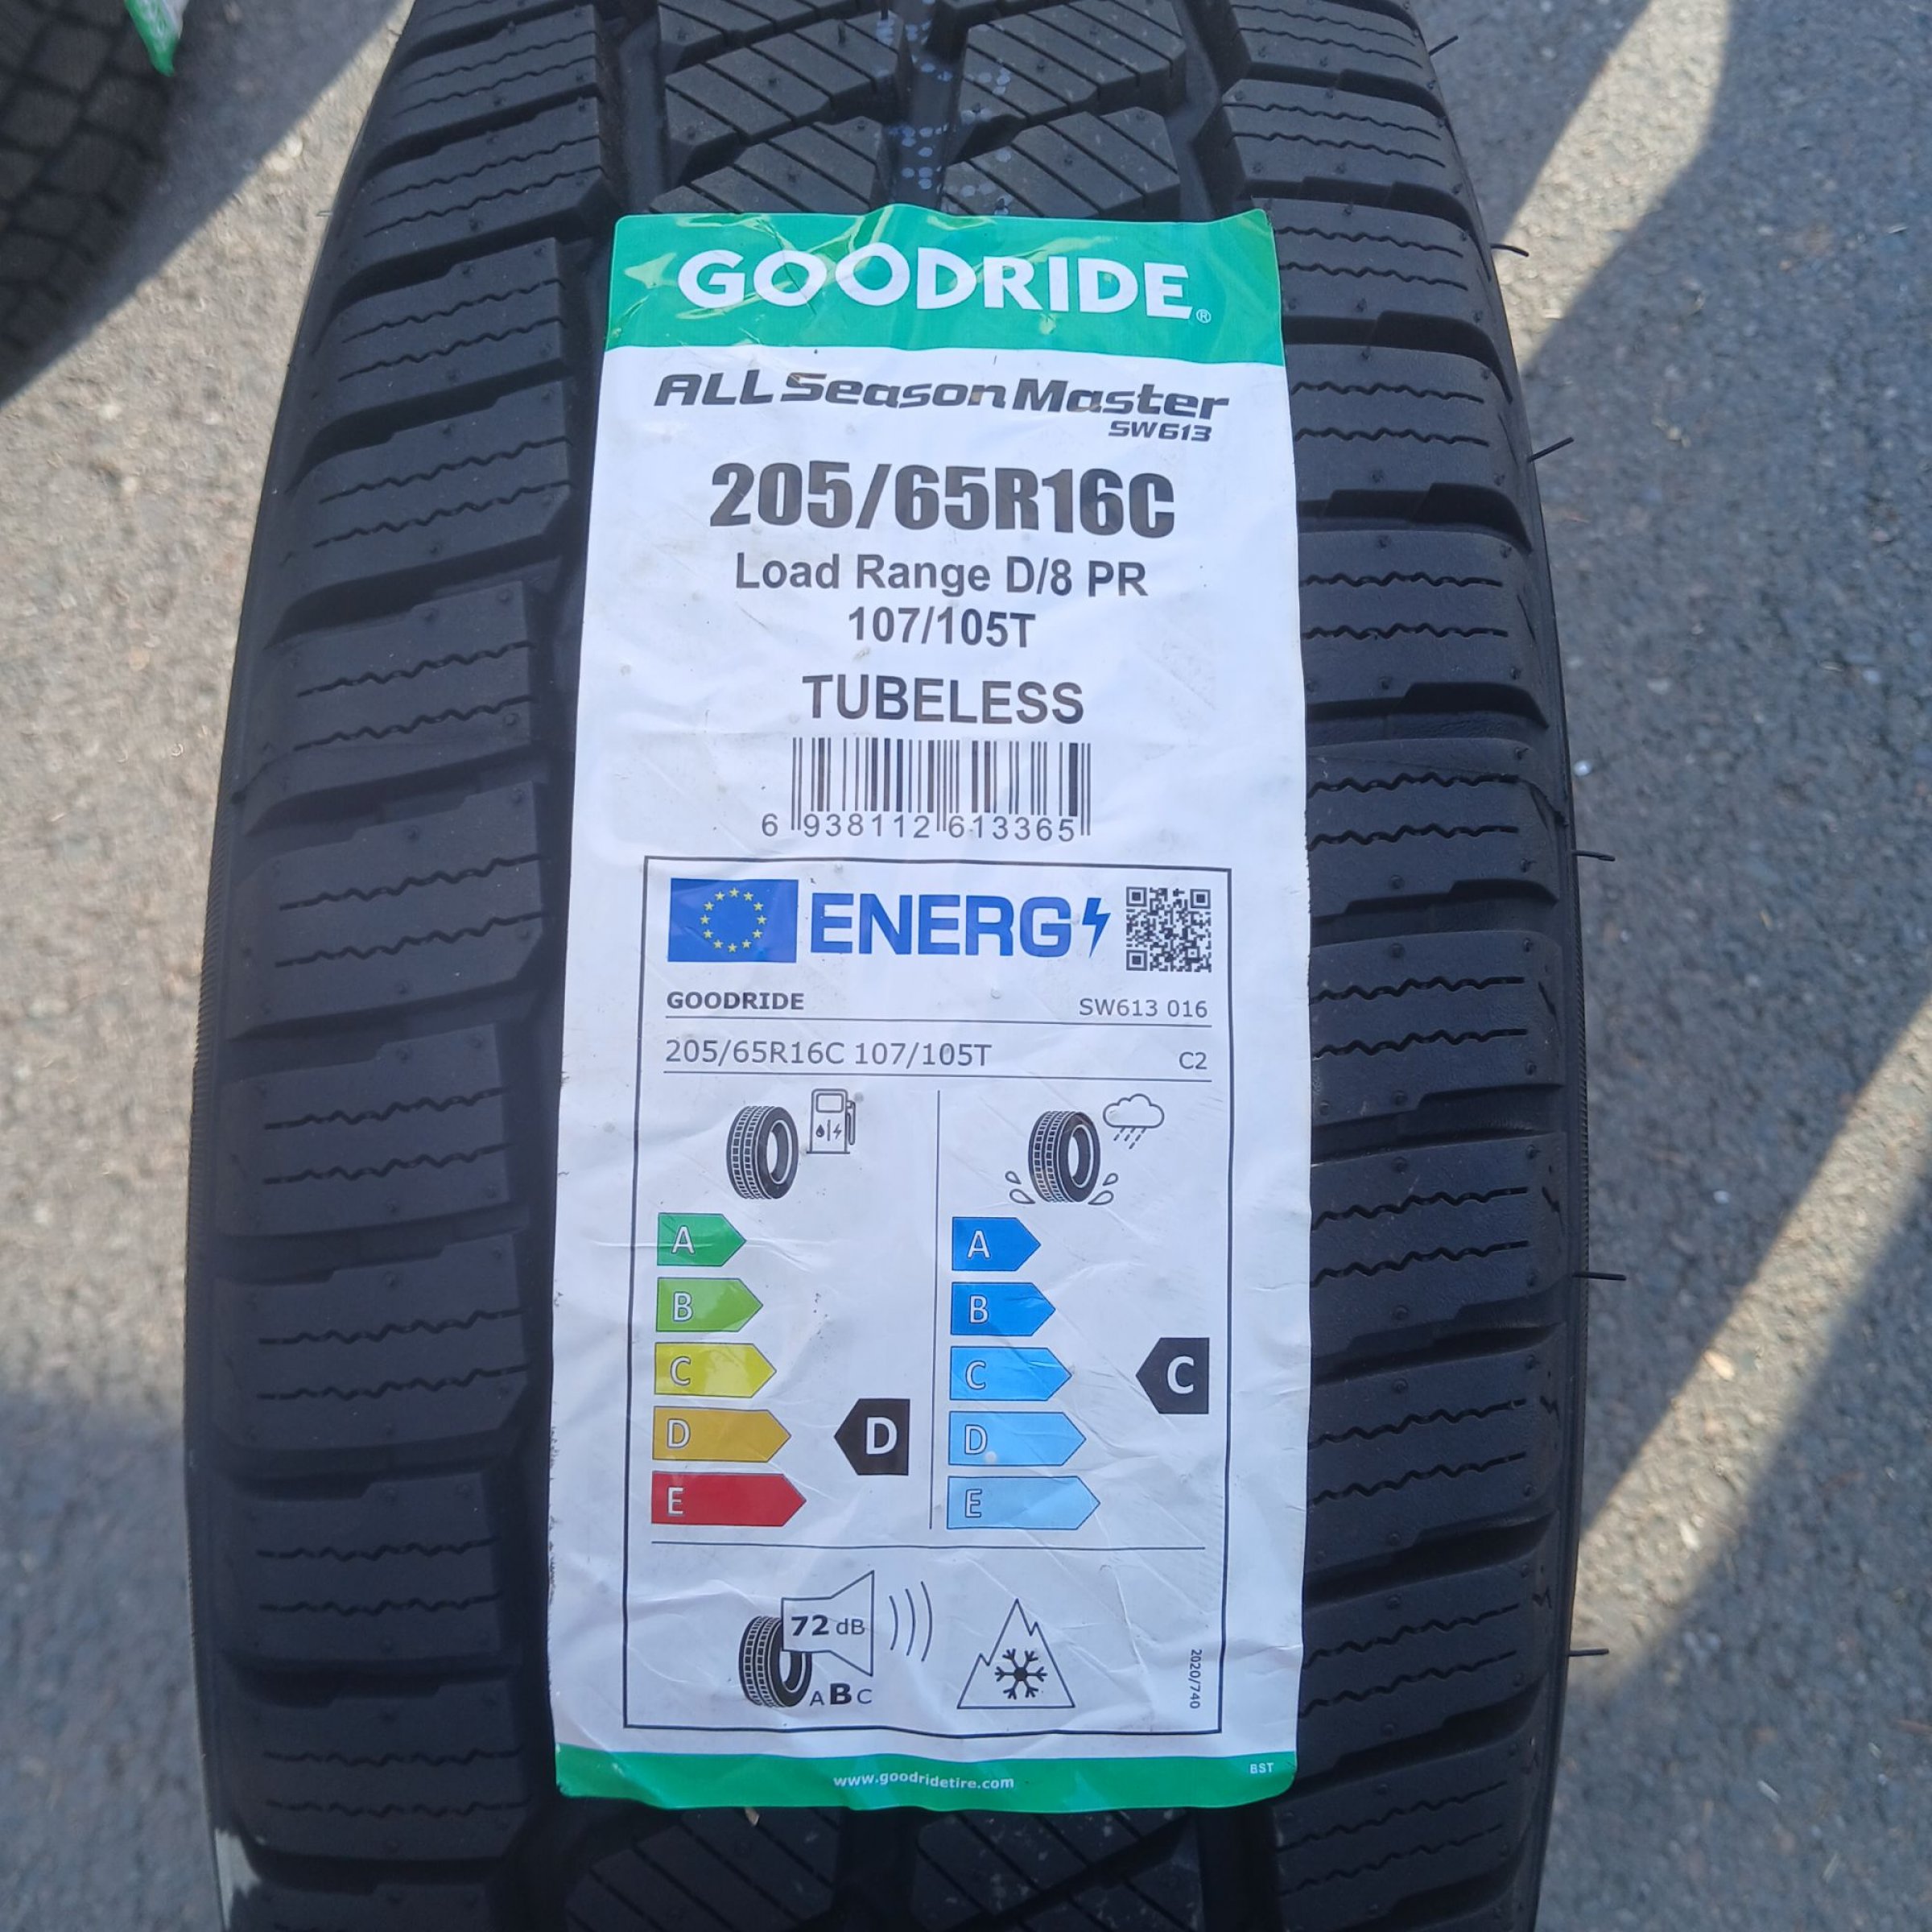 GOODRIDE®
ALL Season Master
SW613
205/65R16C
Load Range D/8 PR
107/105T
TUBELESS
6 938112 613365
ENERG
GOODRIDE SW613 016
205/65R16C 107/105T C2
A A
B B
C C C
D D D
E E
72 dB
A B C
2020/740
BST
www.goodridetire.com